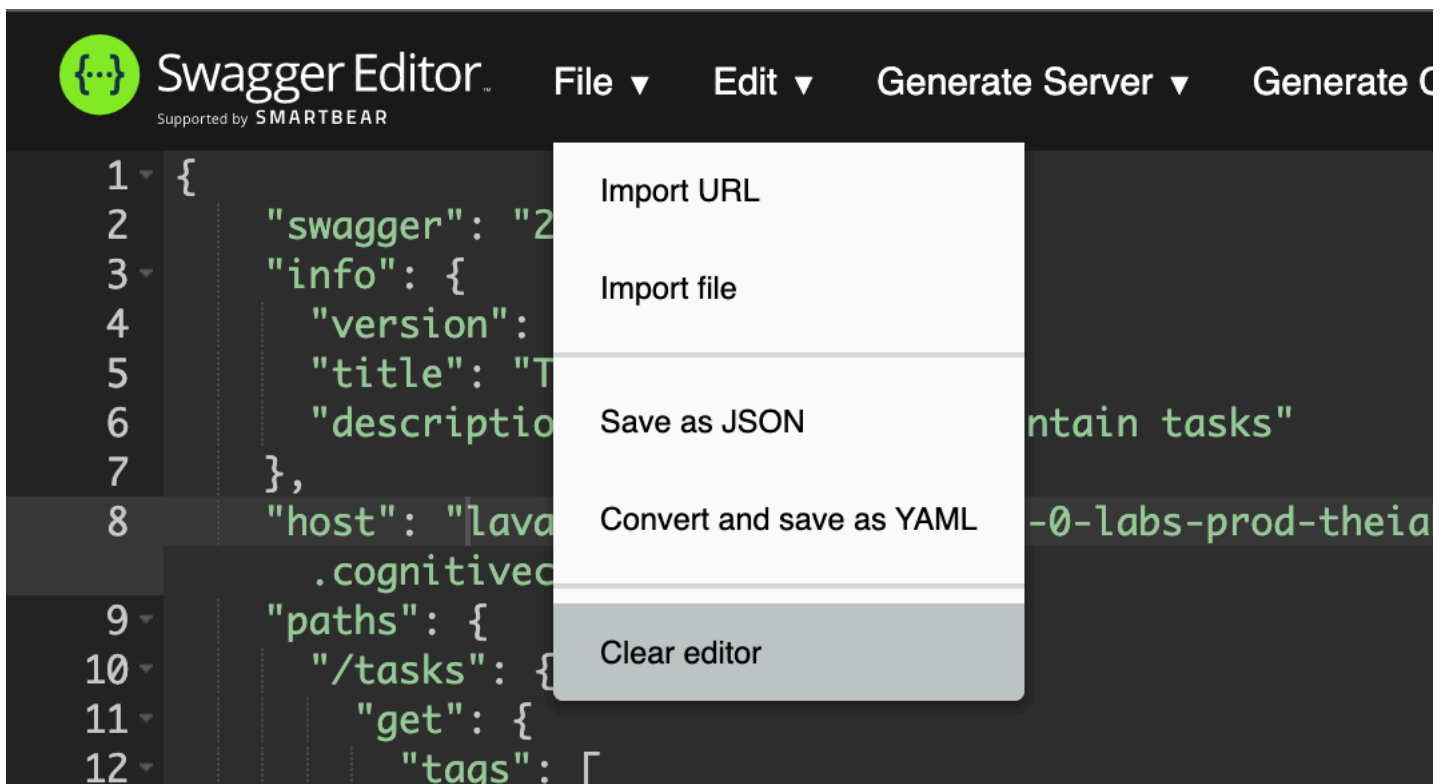 Swagger Editor™
Supported by SMARTBEAR
File ▼ Edit ▼ Generate Server ▼ Generate
Import URL
Import file
Save as JSON
Convert and save as YAML
Clear editor
1 {
2 "swagger": "2
3 "info": {
4 "version":
5 "title": "T
6 "descriptio ntain tasks"
7 },
8 "host": "lava -0-labs-prod-theia
.cognitivec
9 "paths": {
10 "/tasks": {
11 "get": {
12 "tags": [